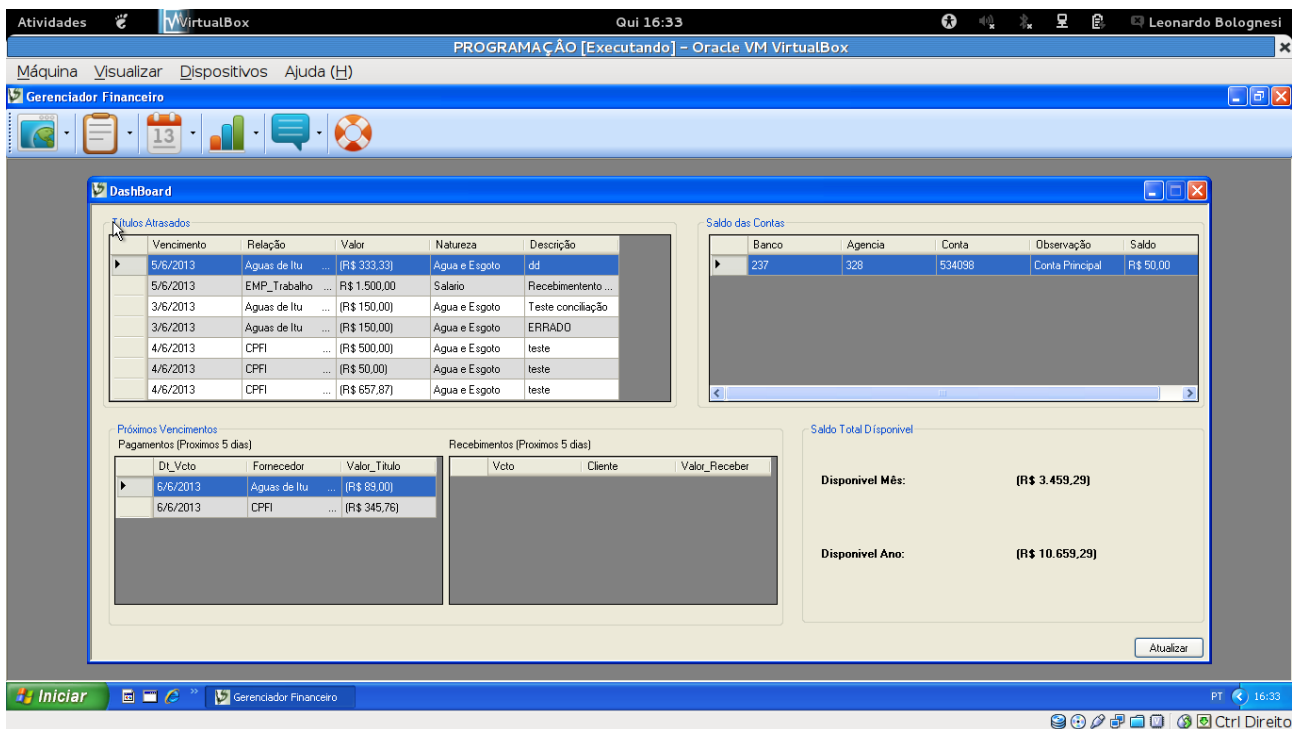 Atividades VirtualBox Qui 16:33 Leonardo Bolognesi
PROGRAMAÇÂO [Executando] - Oracle VM VirtualBox
Máquina Visualizar Dispositivos Ajuda (H)
Gerenciador Financeiro
13
DashBoard
Títulos Atrasados
Vencimento Relação Valor Natureza Descrição
5/6/2013 Aguas de Itu ... (R$ 333,33) Agua e Esgoto dd
5/6/2013 EMP_Trabalho ... R$ 1.500,00 Salario Recebimentento ...
3/6/2013 Aguas de Itu ... (R$ 150,00) Agua e Esgoto Teste conciliação
3/6/2013 Aguas de Itu ... (R$ 150,00) Agua e Esgoto ERRADO
4/6/2013 CPFl ... (R$ 500,00) Agua e Esgoto teste
4/6/2013 CPFl ... (R$ 50,00) Agua e Esgoto teste
4/6/2013 CPFl ... (R$ 657,87) Agua e Esgoto teste
Saldo das Contas
Banco Agencia Conta Observação Saldo
237 328 534098 Conta Principal R$ 50,00
Próximos Vencimentos
Pagamentos (Proximos 5 dias)
Dt_Vcto Fornecedor Valor_Titulo
6/6/2013 Aguas de Itu ... (R$ 89,00)
6/6/2013 CPFl ... (R$ 345,76)
Recebimentos (Proximos 5 dias)
Vcto Cliente Valor_Receber
Saldo Total Dísponivel
Disponivel Mês: (R$ 3.459,29)
Disponivel Ano: (R$ 10.659,29)
Atualizar
Iniciar » Gerenciador Financeiro PT 16:33
Ctrl Direito